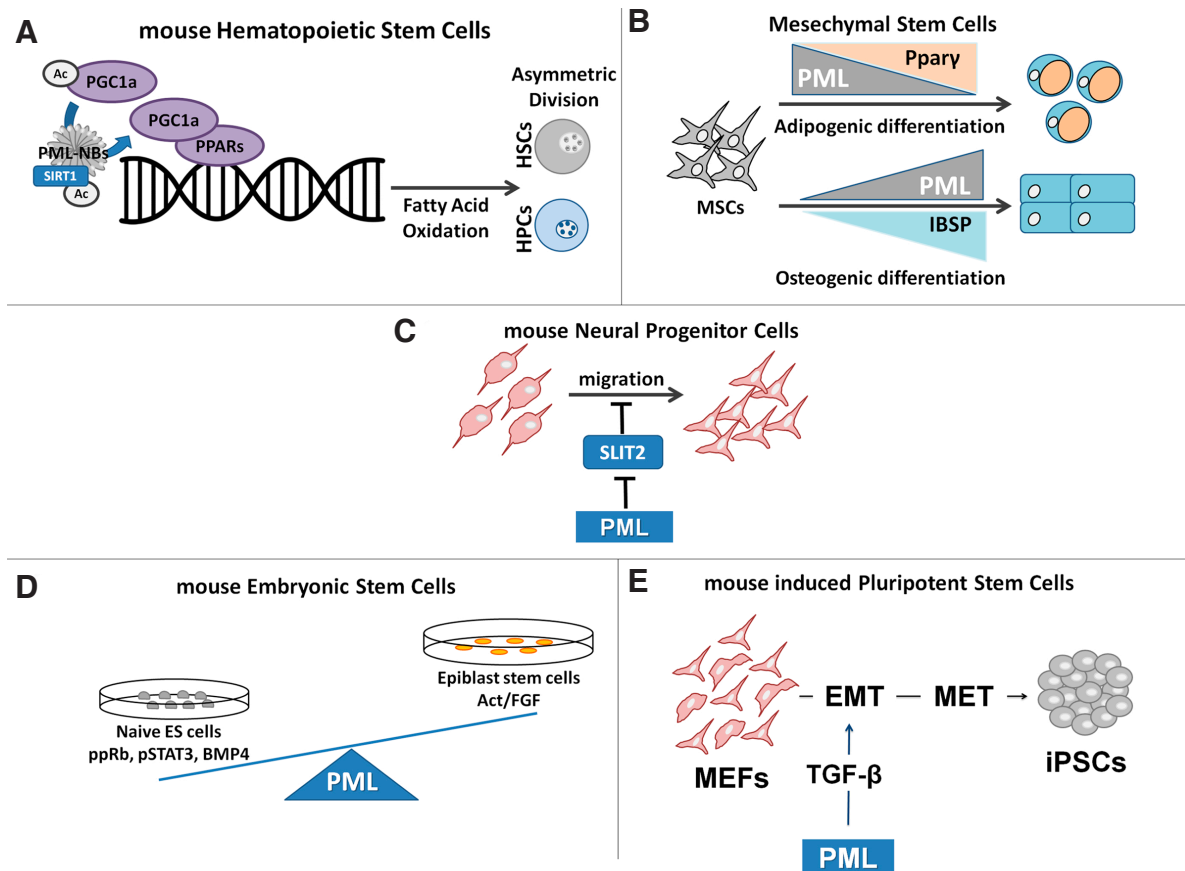 A
mouse Hematopoietic Stem Cells
Ac
PGC1a
PGC1a
PPARs
PML-NBs
SIRT1
Ac
Fatty Acid
Oxidation
Asymmetric
Division
HSCs
HPCs
B
Mesechymal Stem Cells
PML
Pparγ
Adipogenic differentiation
MSCs
PML
IBSP
Osteogenic differentiation
C
mouse Neural Progenitor Cells
migration
SLIT2
PML
D
mouse Embryonic Stem Cells
Epiblast stem cells
Act/FGF
Naive ES cells
ppRb, pSTAT3, BMP4
PML
E
mouse induced Pluripotent Stem Cells
EMT
MET
MEFs
TGF-β
iPSCs
PML